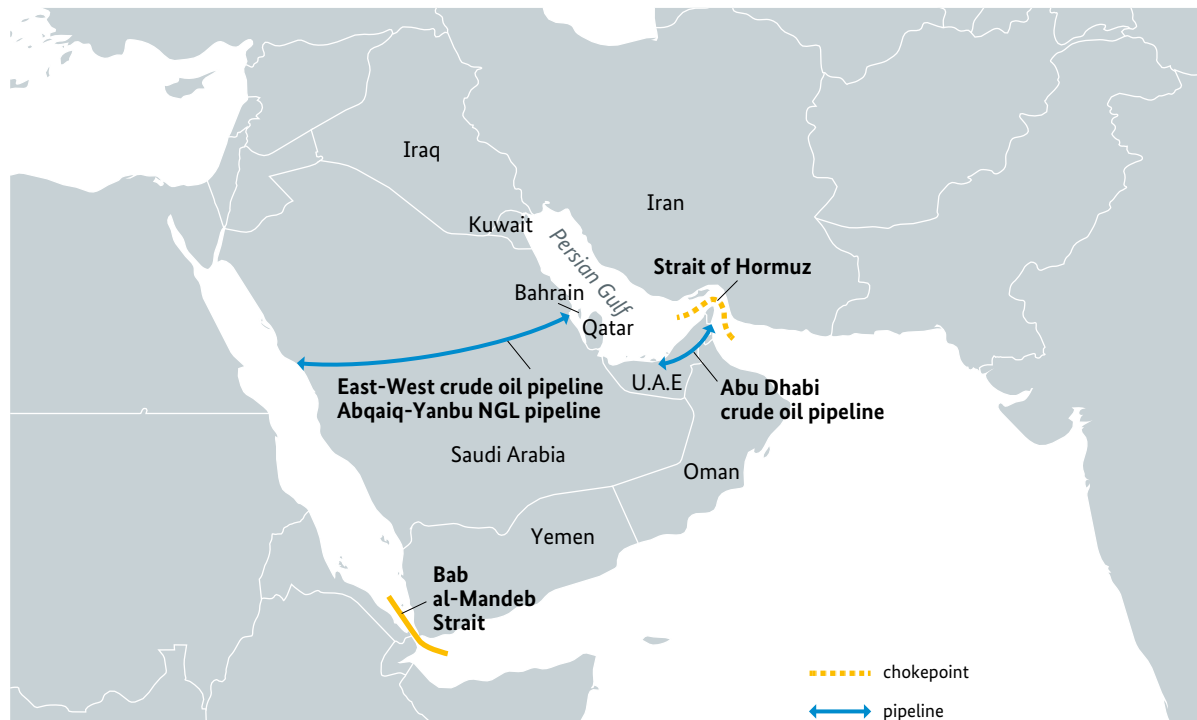 Iraq
Iran
Kuwait
Persian Gulf
Strait of Hormuz
Bahrain
Qatar
U.A.E
East-West crude oil pipeline
Abqaiq-Yanbu NGL pipeline
Abu Dhabi
crude oil pipeline
Saudi Arabia
Oman
Yemen
Bab
al-Mandeb
Strait
chokepoint
pipeline